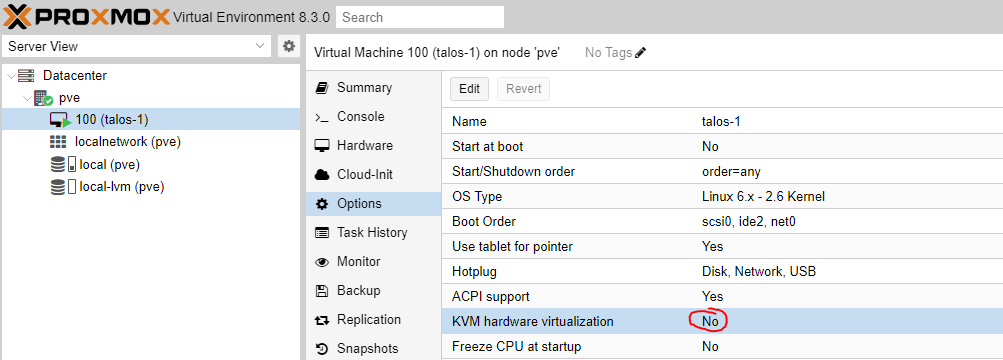 PROXMOX Virtual Environment 8.3.0 Search
Server View
Datacenter
pve
100 (talos-1)
localnetwork (pve)
local (pve)
local-lvm (pve)
Virtual Machine 100 (talos-1) on node 'pve' No Tags
Summary
Console
Hardware
Cloud-Init
Options
Task History
Monitor
Backup
Replication
Snapshots
Edit Revert
Name talos-1
Start at boot No
Start/Shutdown order order=any
OS Type Linux 6.x - 2.6 Kernel
Boot Order scsi0, ide2, net0
Use tablet for pointer Yes
Hotplug Disk, Network, USB
ACPI support Yes
KVM hardware virtualization No
Freeze CPU at startup No